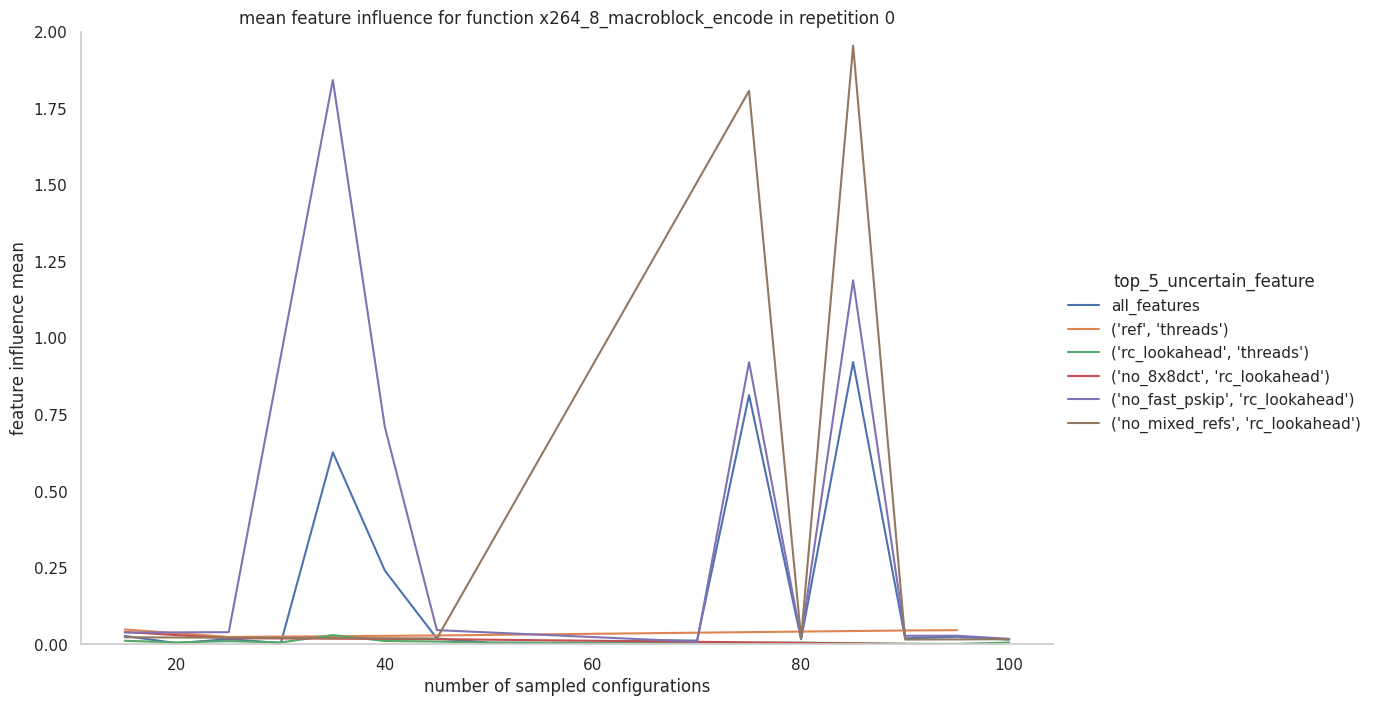 mean feature influence for function x264_8_macroblock_encode in repetition 0
feature influence mean
2.00
1.75
1.50
1.25
1.00
0.75
0.50
0.25
0.00
20
40
60
80
100
number of sampled configurations
top_5_uncertain_feature
all_features
('ref', 'threads')
('rc_lookahead', 'threads')
('no_8x8dct', 'rc_lookahead')
('no_fast_pskip', 'rc_lookahead')
('no_mixed_refs', 'rc_lookahead')